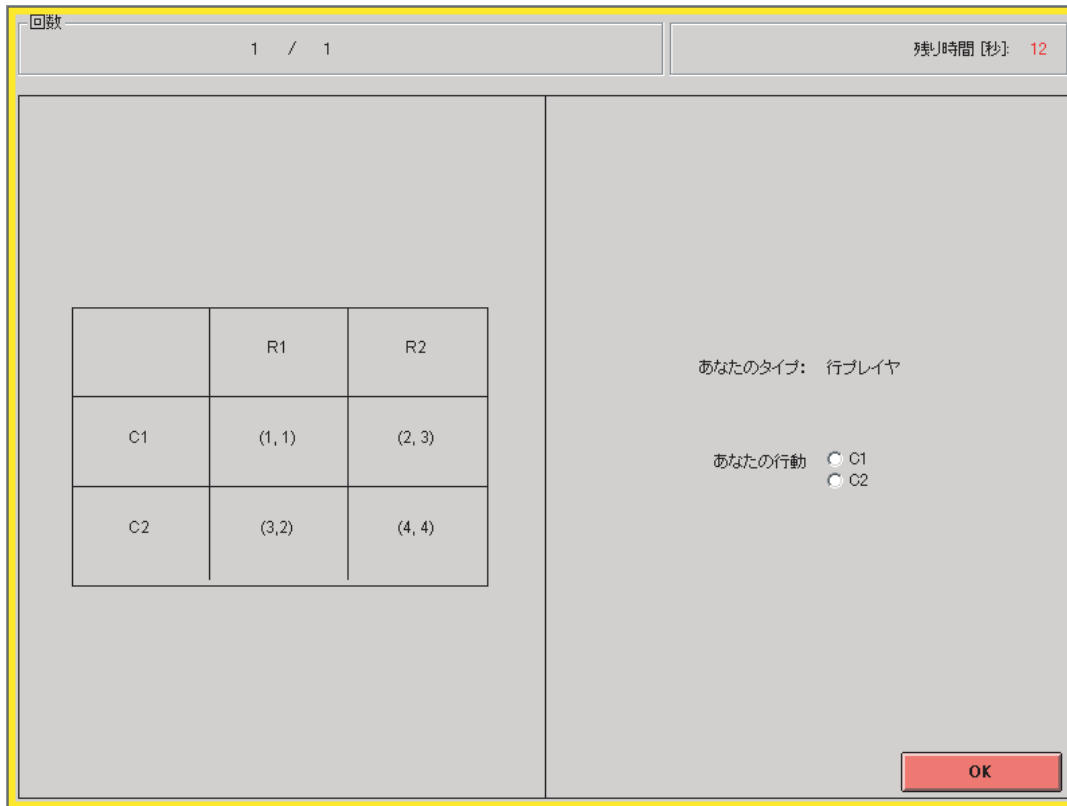 回数
1 / 1
残り時間 [秒]: 12
R1 R2
C1 (1, 1) (2, 3)
C2 (3,2) (4, 4)
あなたのタイプ: 行プレイヤ
あなたの行動 C1
C2
OK